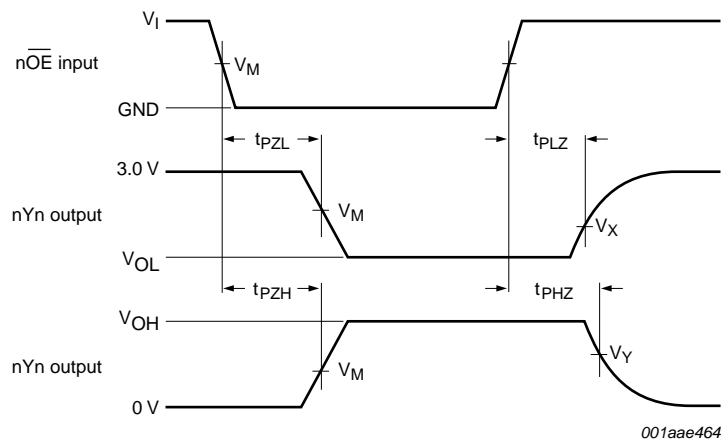 V_I
nO̅E̅ input
V_M
GND
t_PZL
t_PLZ
3.0 V
nYn output
V_M
V_X
V_OL
t_PZH
t_PHZ
V_OH
nYn output
V_M
V_Y
0 V
001aae464